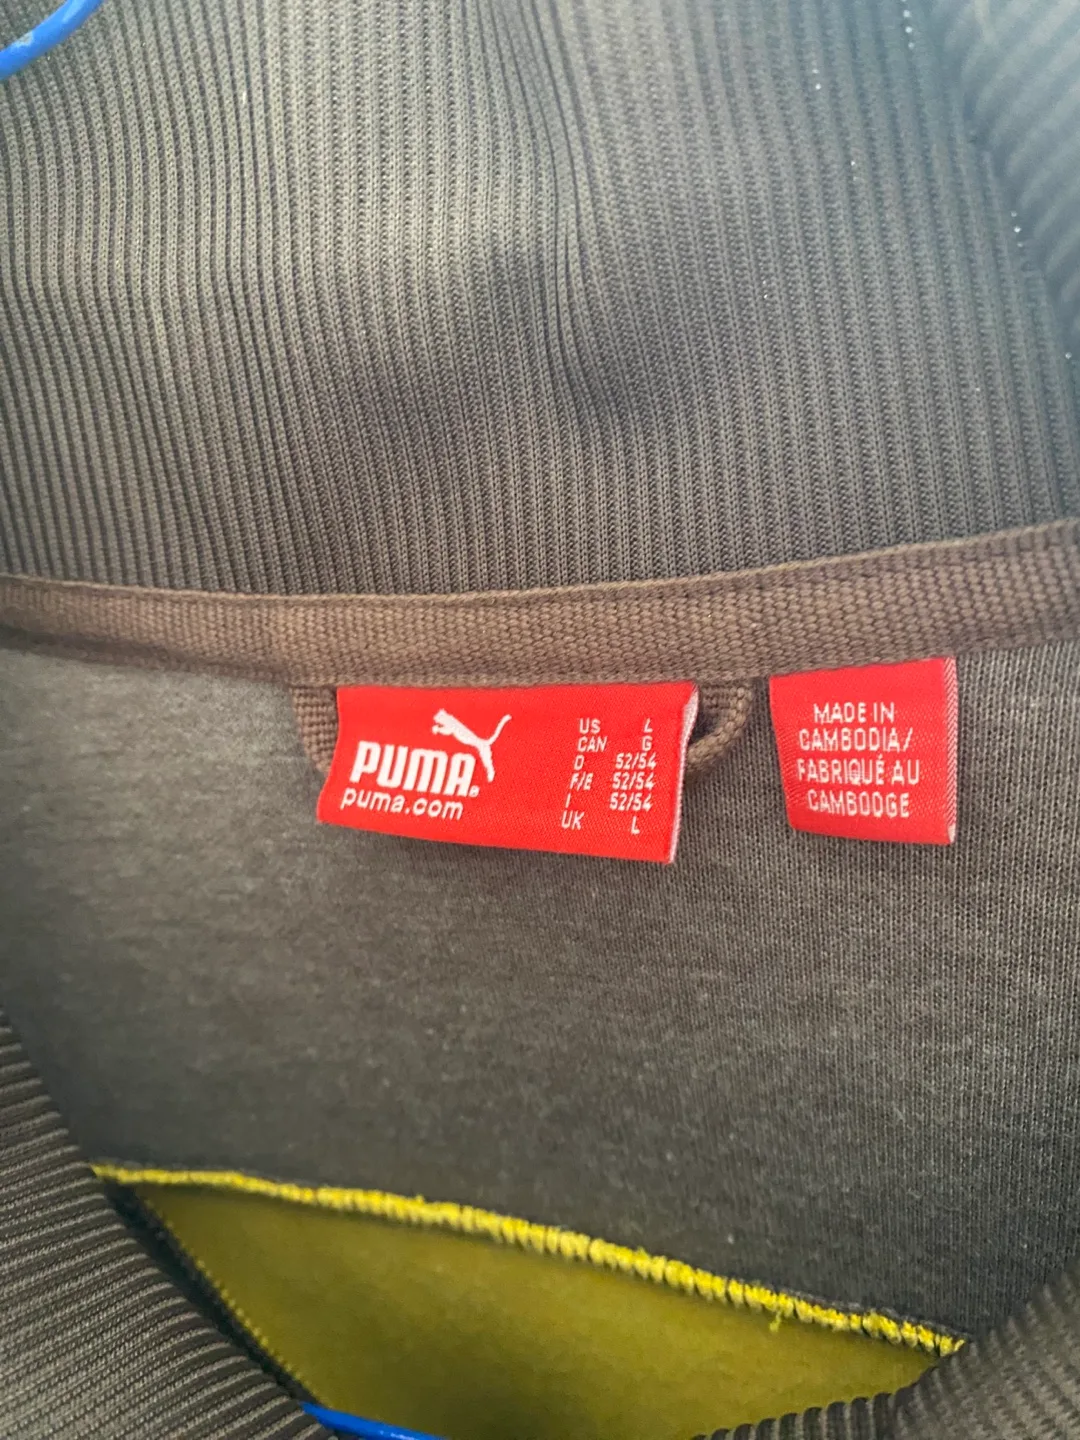 PUMA®
puma.com
US L
CAN G
D 52/54
F/E 52/54
I 52/54
UK L
MADE IN
CAMBODIA/
FABRIQUÉ AU
CAMBODGE